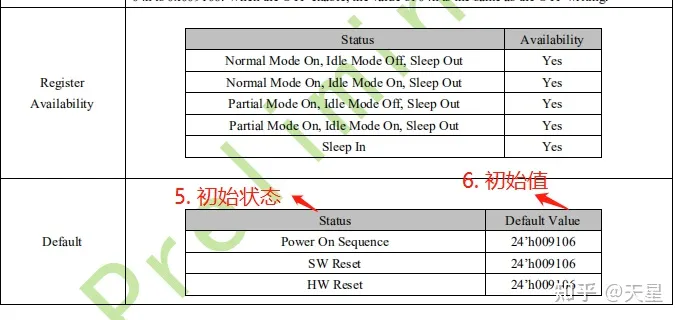 Status Availability
Normal Mode On, Idle Mode Off, Sleep Out Yes
Normal Mode On, Idle Mode On, Sleep Out Yes
Register Availability
Partial Mode On, Idle Mode Off, Sleep Out Yes
Partial Mode On, Idle Mode On, Sleep Out Yes
Sleep In Yes
5. 初始状态 6. 初始值
Status Default Value
Default
Power On Sequence 24'h009106
SW Reset 24'h009106
HW Reset 24'h009106
Prelimin
知乎 @天星